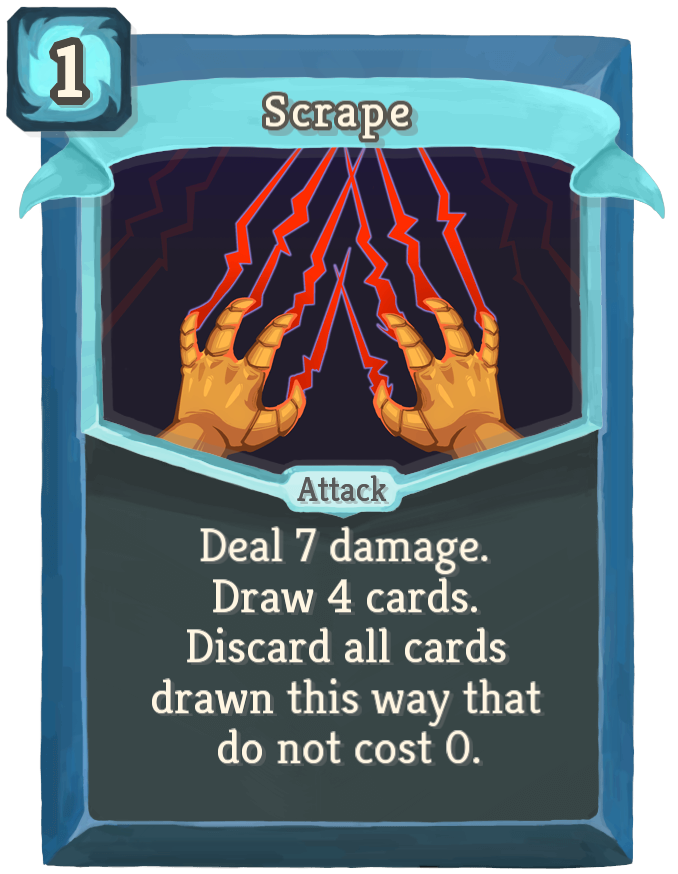 1
Scrape
Attack
Deal 7 damage.
Draw 4 cards.
Discard all cards
drawn this way that
do not cost 0.